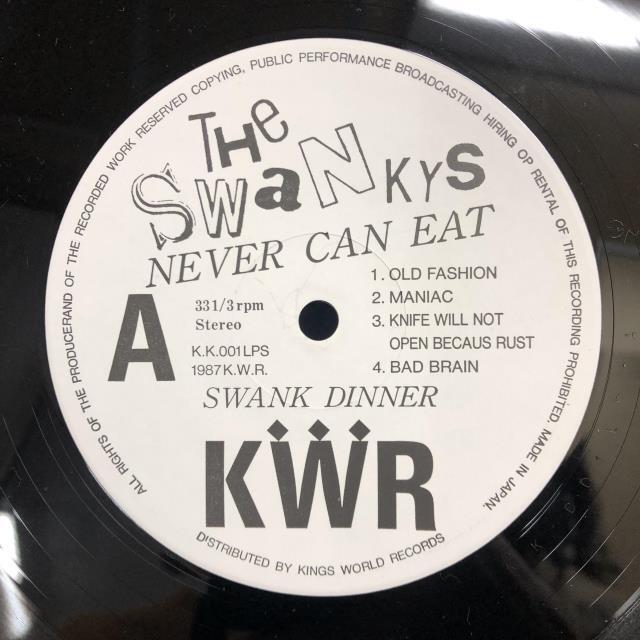 ALL RIGHTS OF THE PRODUCERAND OF THE RECORDED WORK RESERVED COPYING, PUBLIC PERFORMANCE BROADCASTING HIRING OP RENTAL OF THIS RECORDING PROHIBITED. MADE IN JAPAN.
THE
SWaNKYS
NEVER CAN EAT
A
331/3rpm
Stereo
K.K.001LPS
1987K.W.R.
1. OLD FASHION
2. MANIAC
3. KNIFE WILL NOT
OPEN BECAUS RUST
4. BAD BRAIN
SWANK DINNER
KWR
DISTRIBUTED BY KINGS WORLD RECORDS